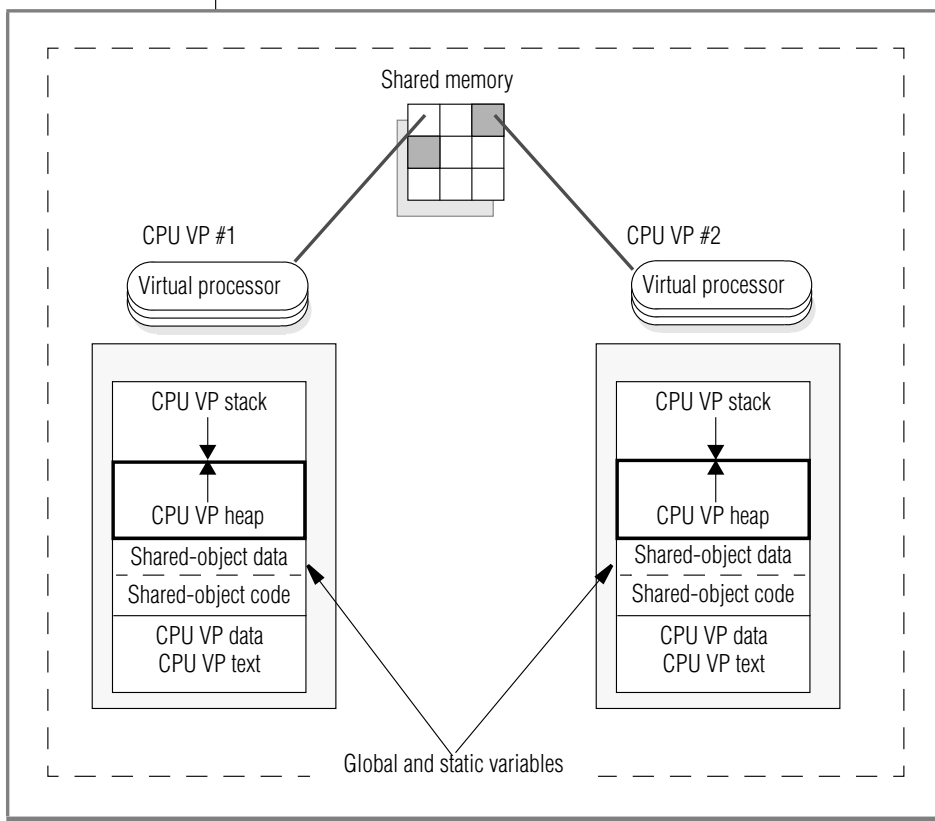 Shared memory
CPU VP #1
CPU VP #2
Virtual processor
Virtual processor
CPU VP stack
CPU VP heap
Shared-object data
Shared-object code
CPU VP data
CPU VP text
CPU VP stack
CPU VP heap
Shared-object data
Shared-object code
CPU VP data
CPU VP text
Global and static variables